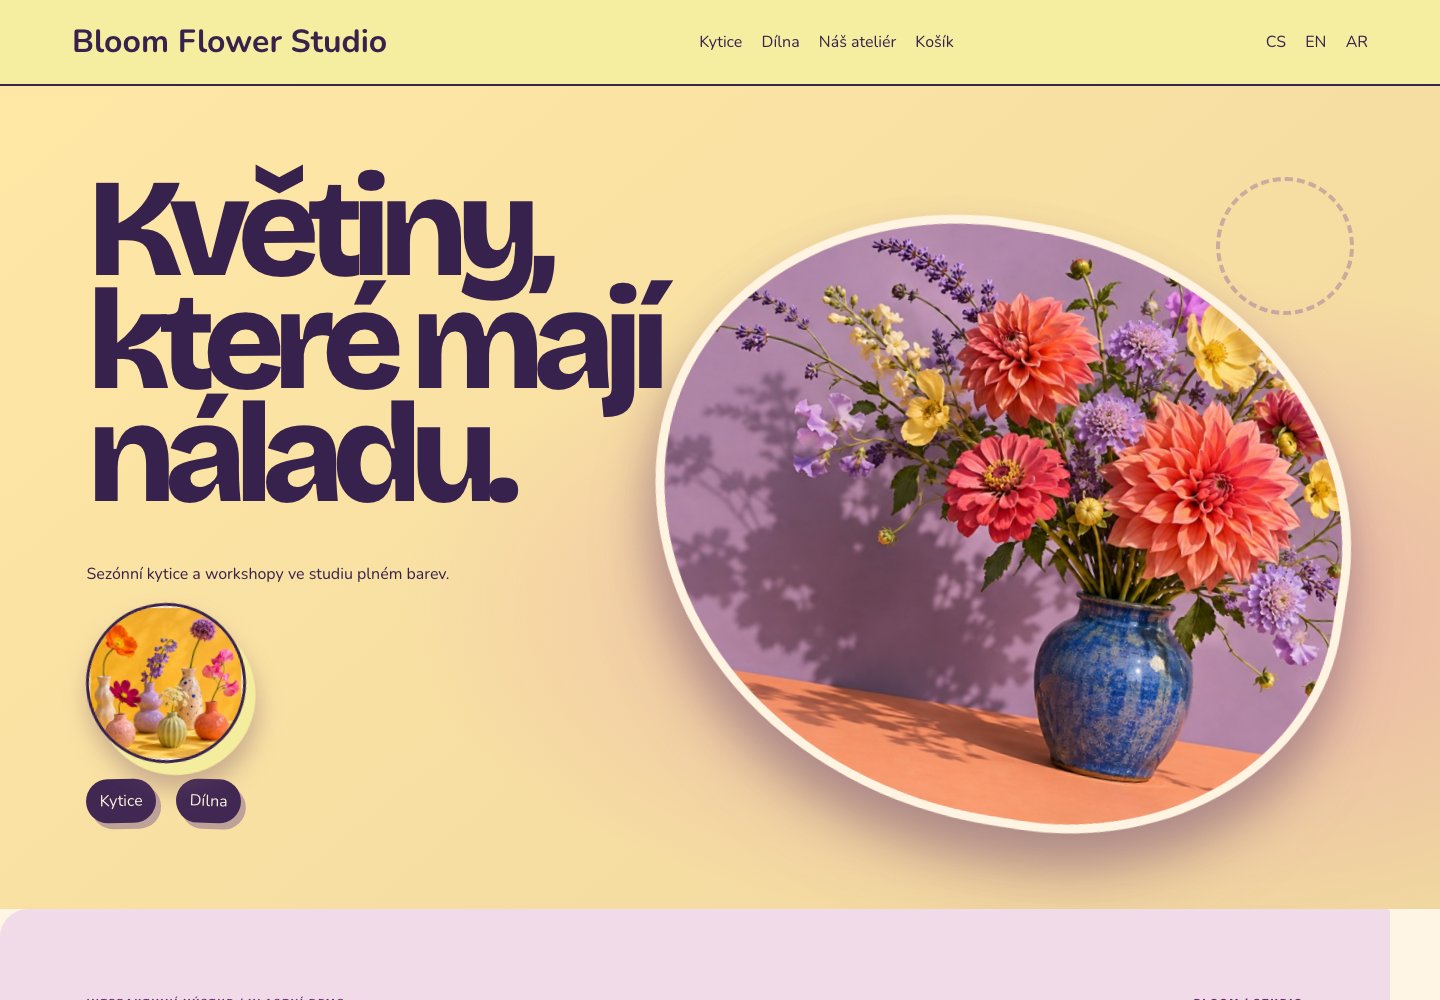 Bloom Flower Studio
Kytice Dílna Náš ateliér Košík
CS EN AR
Květiny,
které mají
náladu.
Sezónní kytice a workshopy ve studiu plném barev.
Kytice Dílna